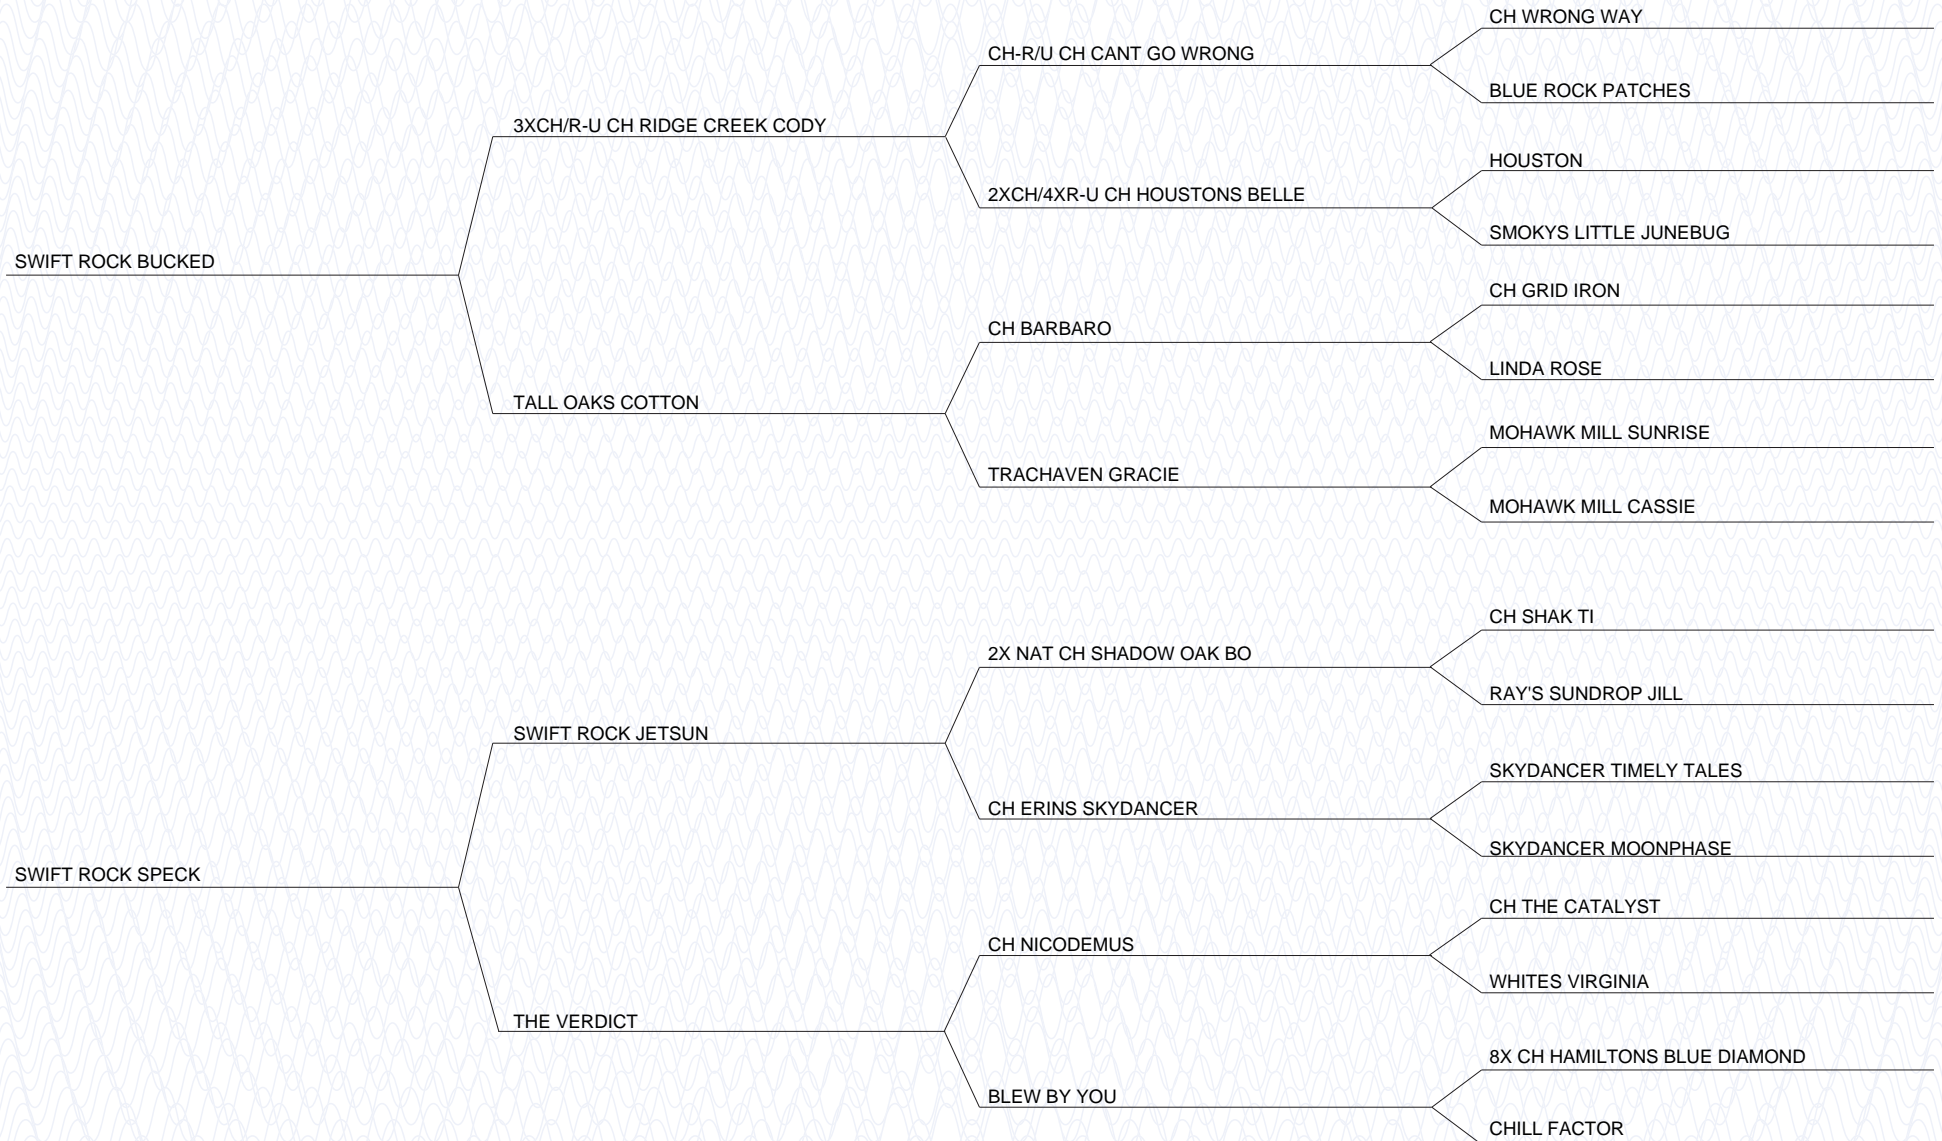 CH WRONG WAY
CH-R/U CH CANT GO WRONG
BLUE ROCK PATCHES
3XCH/R-U CH RIDGE CREEK CODY
HOUSTON
2XCH/4XR-U CH HOUSTONS BELLE
SMOKYS LITTLE JUNEBUG
SWIFT ROCK BUCKED
CH GRID IRON
CH BARBARO
LINDA ROSE
TALL OAKS COTTON
MOHAWK MILL SUNRISE
TRACHAVEN GRACIE
MOHAWK MILL CASSIE
CH SHAK TI
2X NAT CH SHADOW OAK BO
RAY'S SUNDROP JILL
SWIFT ROCK JETSUN
SKYDANCER TIMELY TALES
CH ERINS SKYDANCER
SKYDANCER MOONPHASE
SWIFT ROCK SPECK
CH THE CATALYST
CH NICODEMUS
WHITES VIRGINIA
THE VERDICT
8X CH HAMILTONS BLUE DIAMOND
BLEW BY YOU
CHILL FACTOR